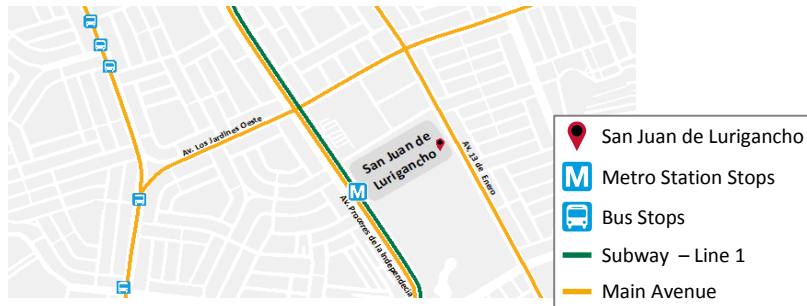 Av. Los Jardines Oeste
San Juan de
Lurigancho
Av. 13 de Enero
M
Av. Proceres de la Independecia
San Juan de Lurigancho
M
Metro Station Stops
Bus Stops
Subway – Line 1
Main Avenue